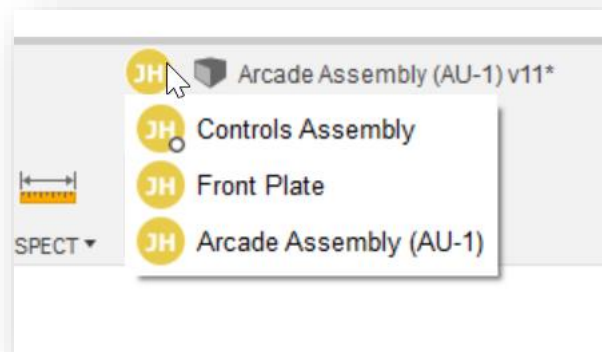 JH Arcade Assembly (AU-1) v11*
JH Controls Assembly
JH Front Plate
JH Arcade Assembly (AU-1)
SPECT